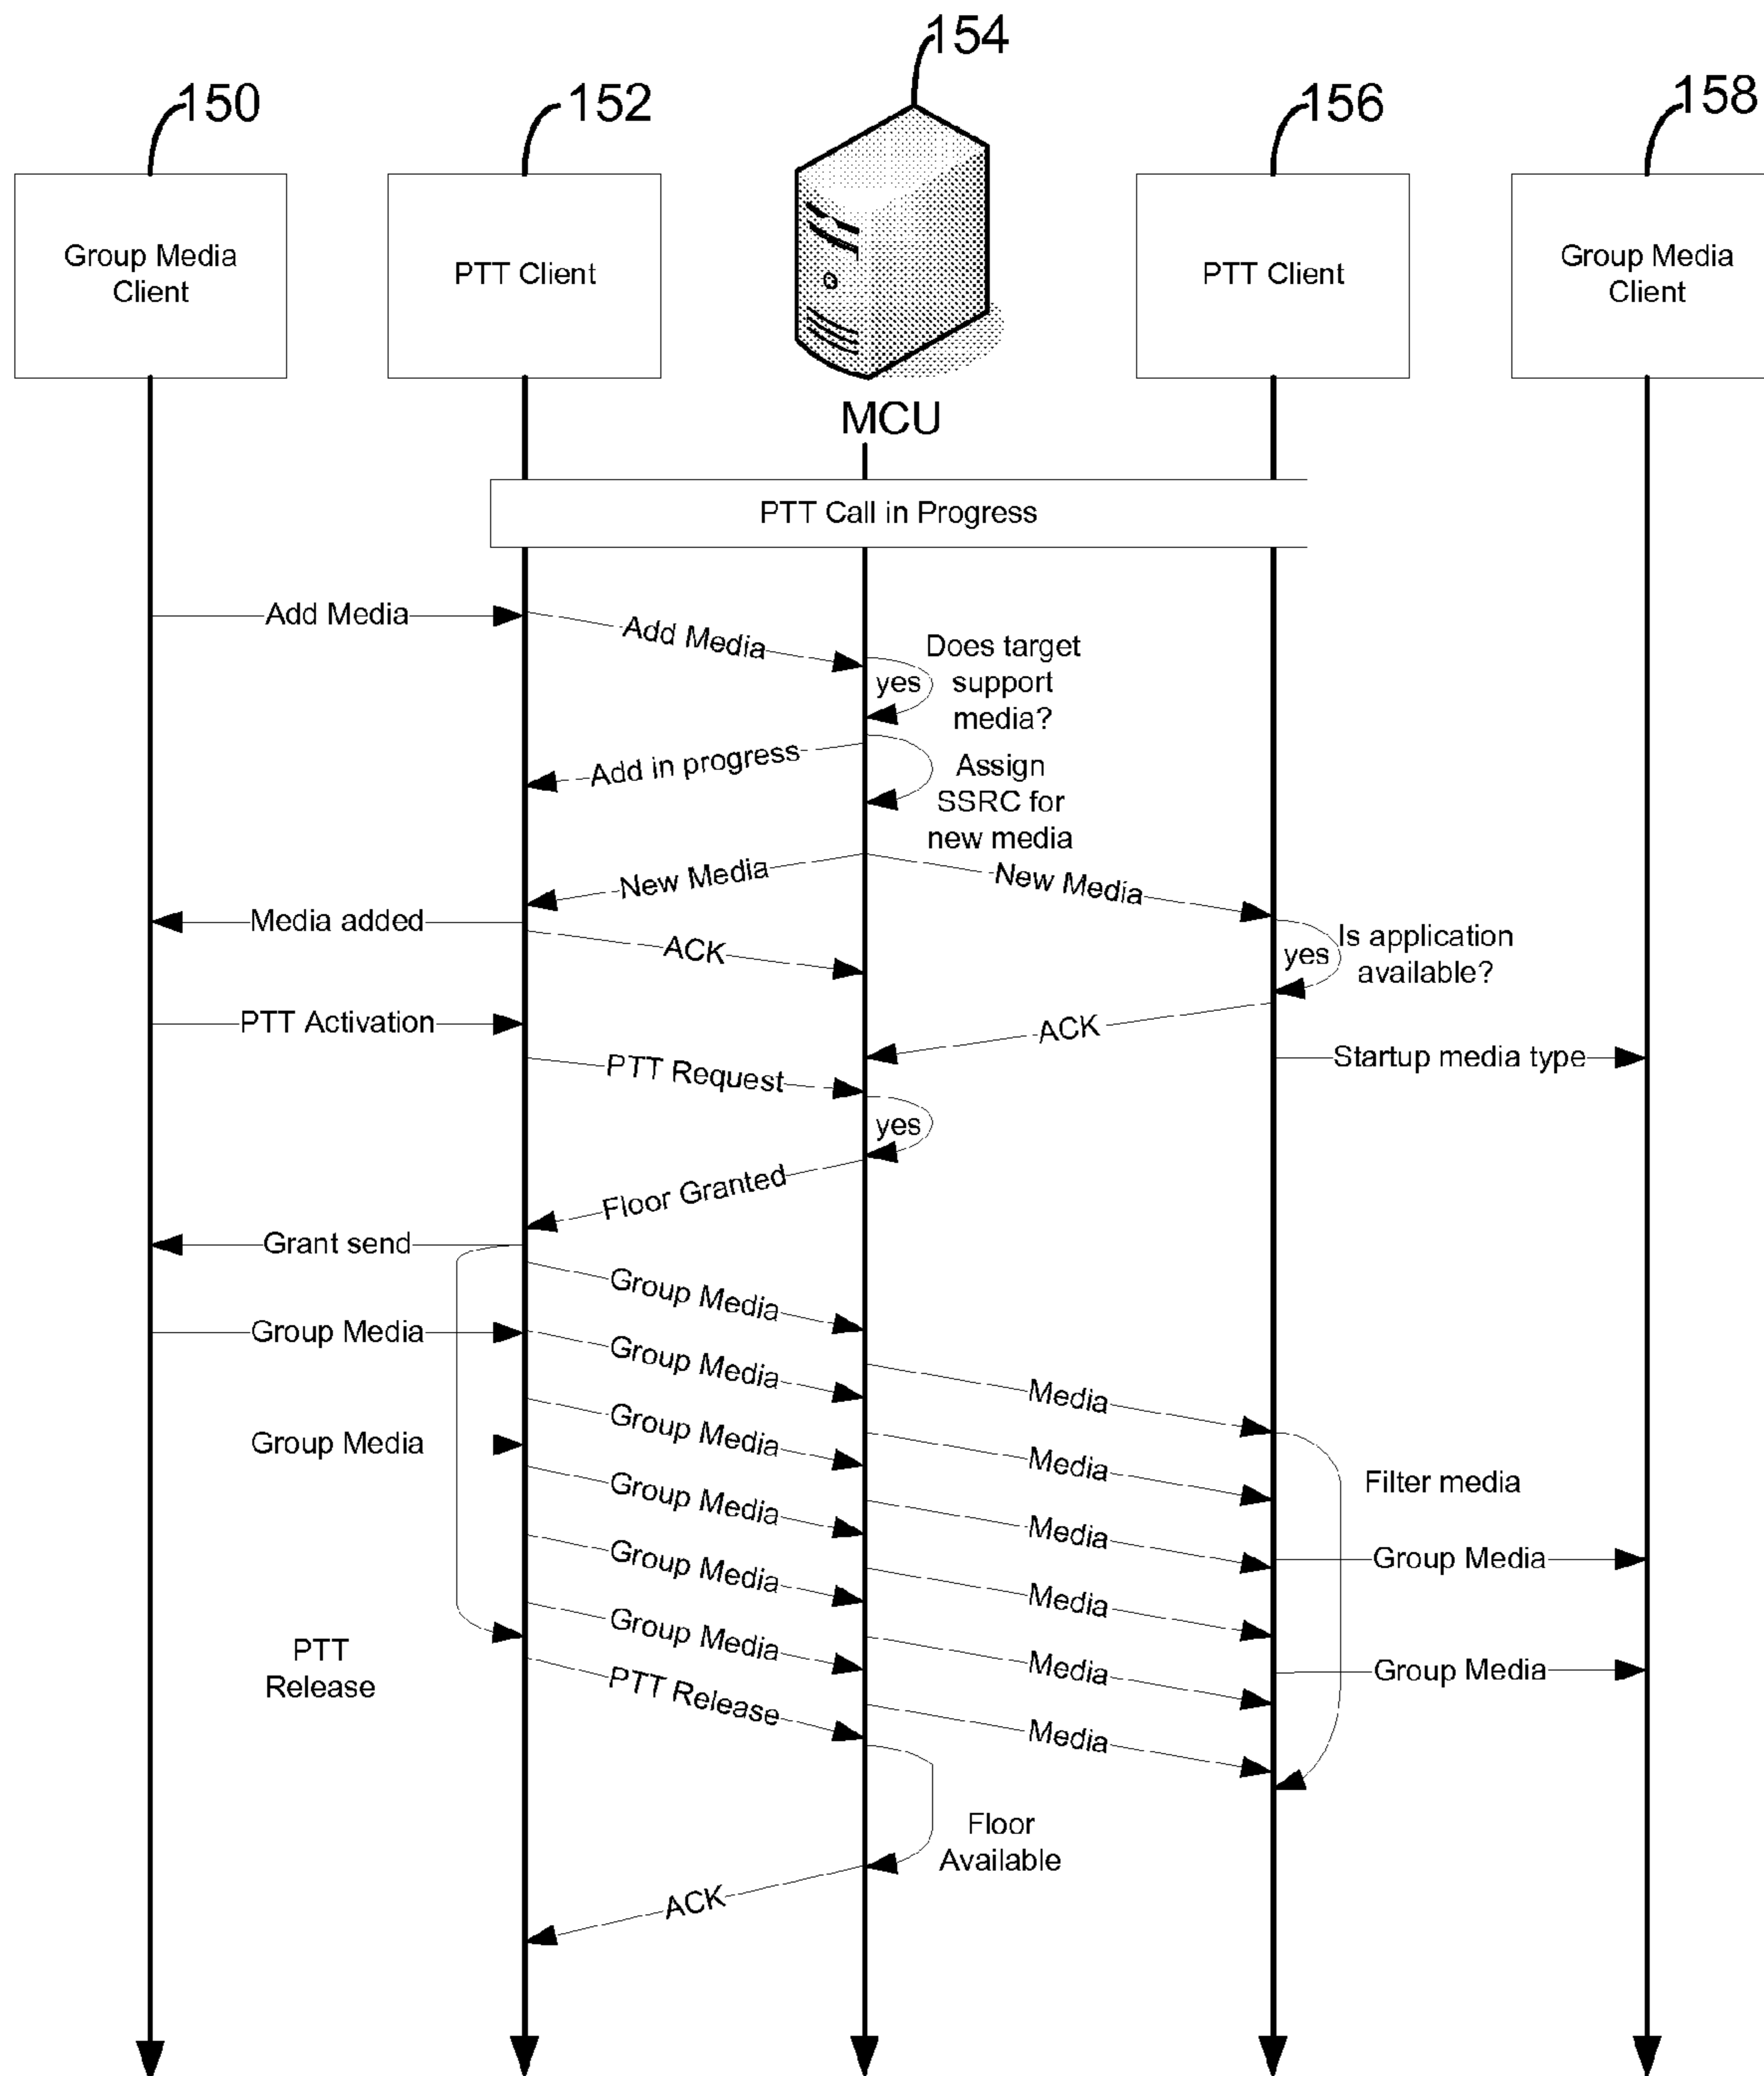 154
150
152
156
158
Group Media
Client
PTT Client
PTT Client
Group Media
Client
MCU
PTT Call in Progress
Add Media
Add Media
Does target
support
media?
yes
Add in progress
Assign
SSRC for
new media
New Media
New Media
Media added
ACK
Is application
available?
yes
PTT Activation
ACK
Startup media type
PTT Request
yes
Floor Granted
Grant send
Group Media
Group Media
Group Media
Media
Group Media
Group Media
Media
Filter media
Group Media
Media
Group Media
Group Media
Media
Group Media
PTT
Release
Media
Group Media
PTT Release
Media
Floor
Available
ACK